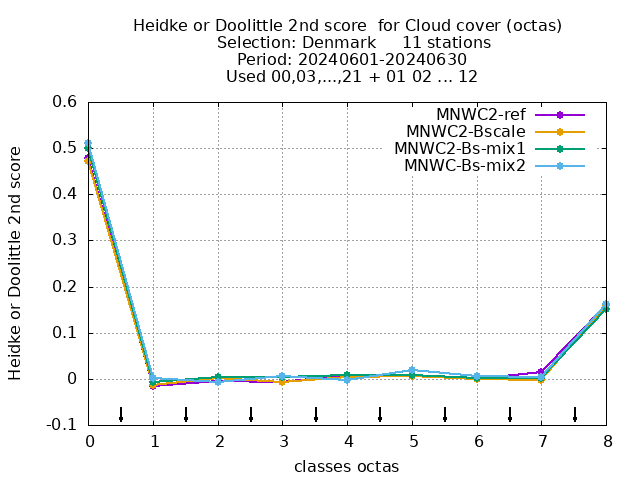 Heidke or Doolittle 2nd score  for Cloud cover (octas)
Selection: Denmark     11 stations
Period: 20240601-20240630
Used 00,03,...,21 + 01 02 ... 12
MNWC2-ref
MNWC2-Bscale
MNWC2-Bs-mix1
MNWC-Bs-mix2
Heidke or Doolittle 2nd score
0.6
0.5
0.4
0.3
0.2
0.1
0
-0.1
0 1 2 3 4 5 6 7 8
classes octas